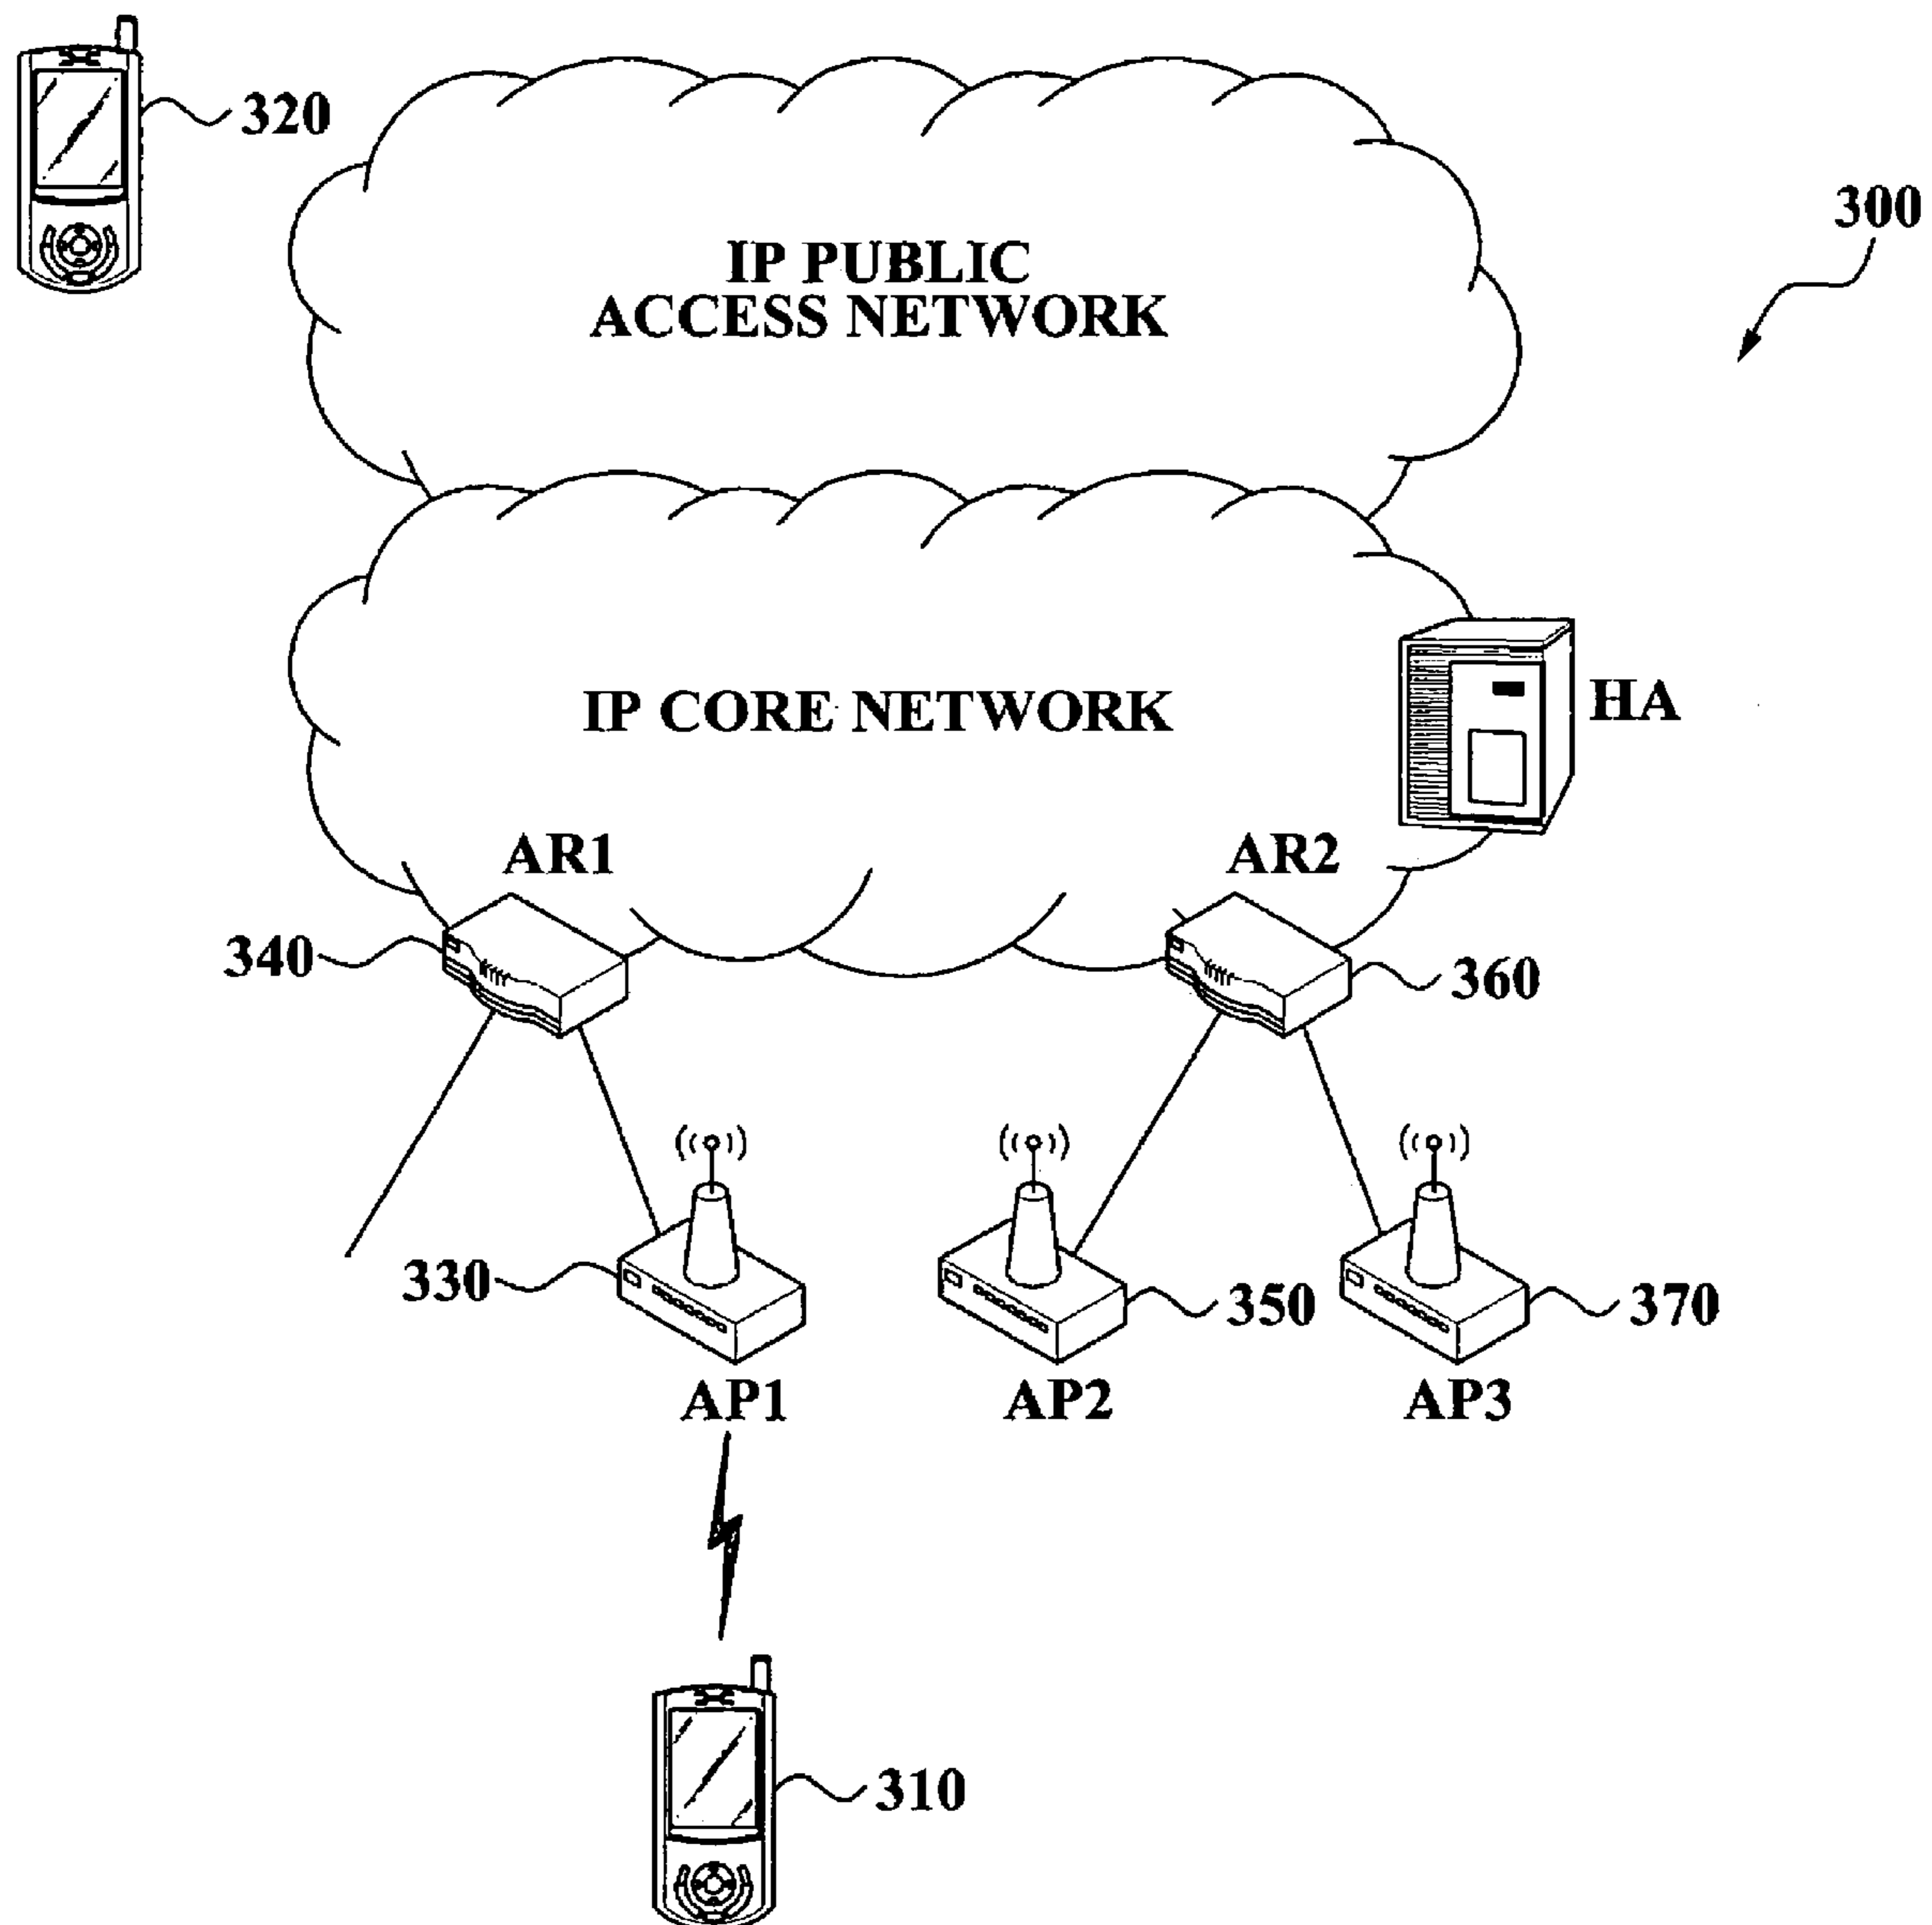 320
300
IP PUBLIC
ACCESS NETWORK
IP CORE NETWORK
HA
AR1
AR2
340
360
330
350
370
AP1
AP2
AP3
310